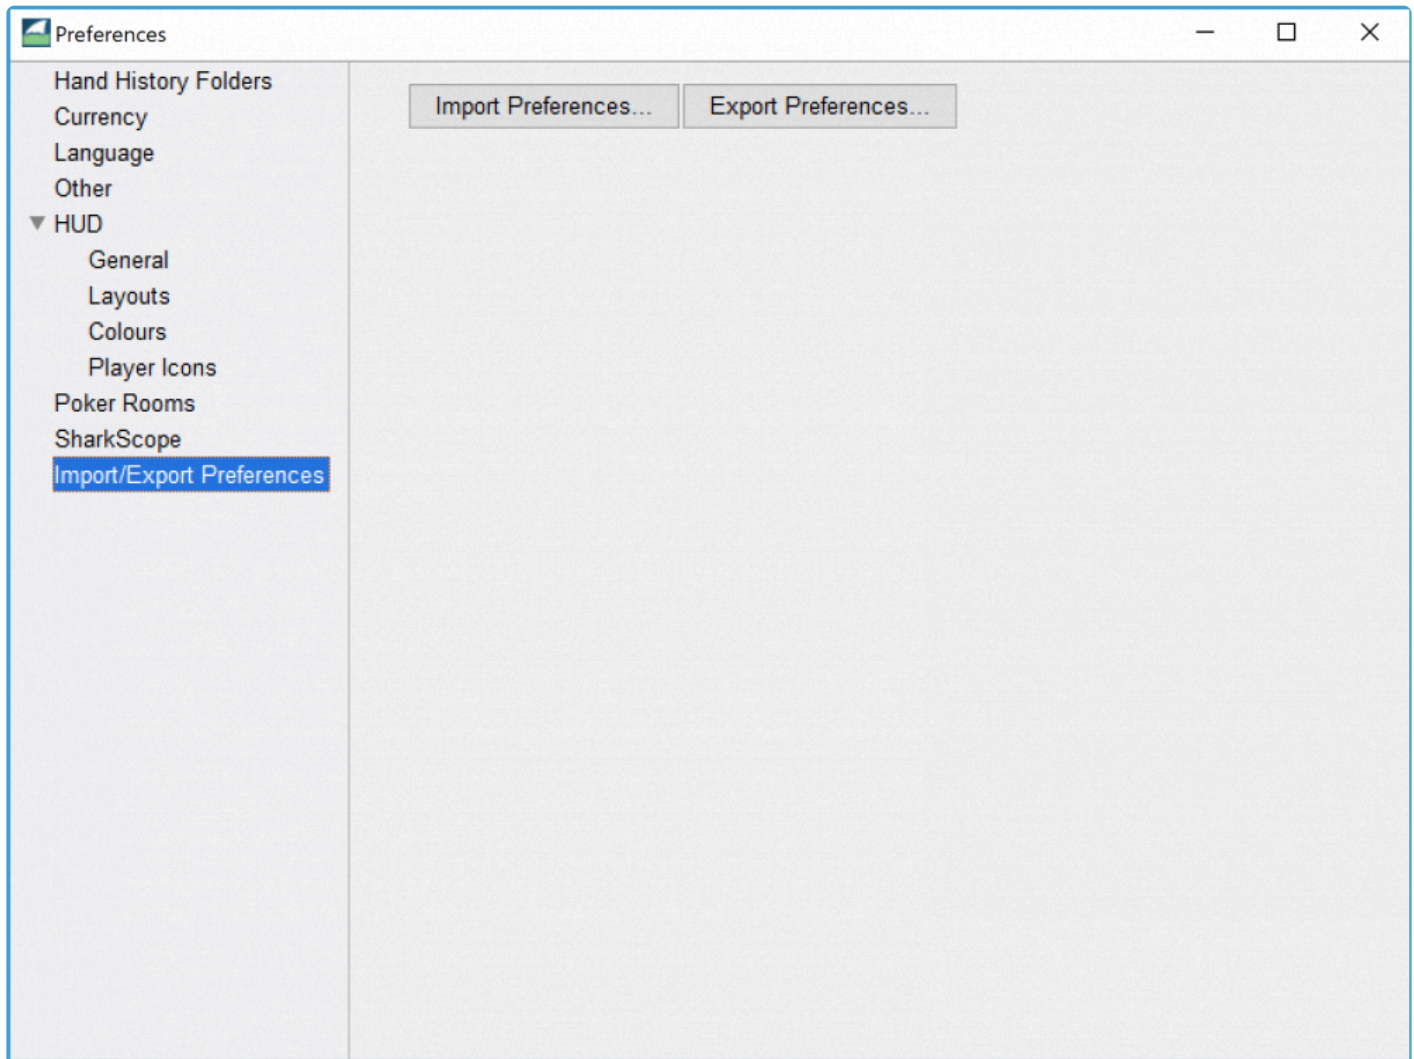 Preferences
Hand History Folders
Currency
Language
Other
HUD
General
Layouts
Colours
Player Icons
Poker Rooms
SharkScope
Import/Export Preferences
Import Preferences...
Export Preferences...